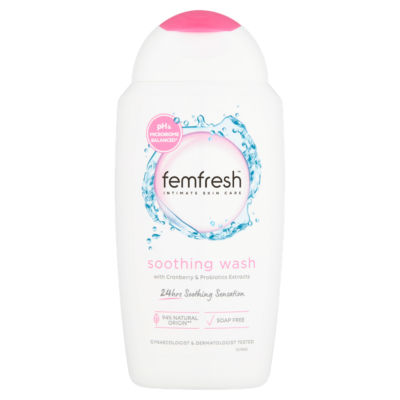 pH &
MICROBIOME
BALANCED*
femfresh™
INTIMATE SKIN CARE
soothing wash
with Cranberry & Probiotics Extracts
24hrs Soothing Sensation
94% NATURAL
ORIGIN**
SOAP FREE
GYNAECOLOGIST & DERMATOLOGIST TESTED